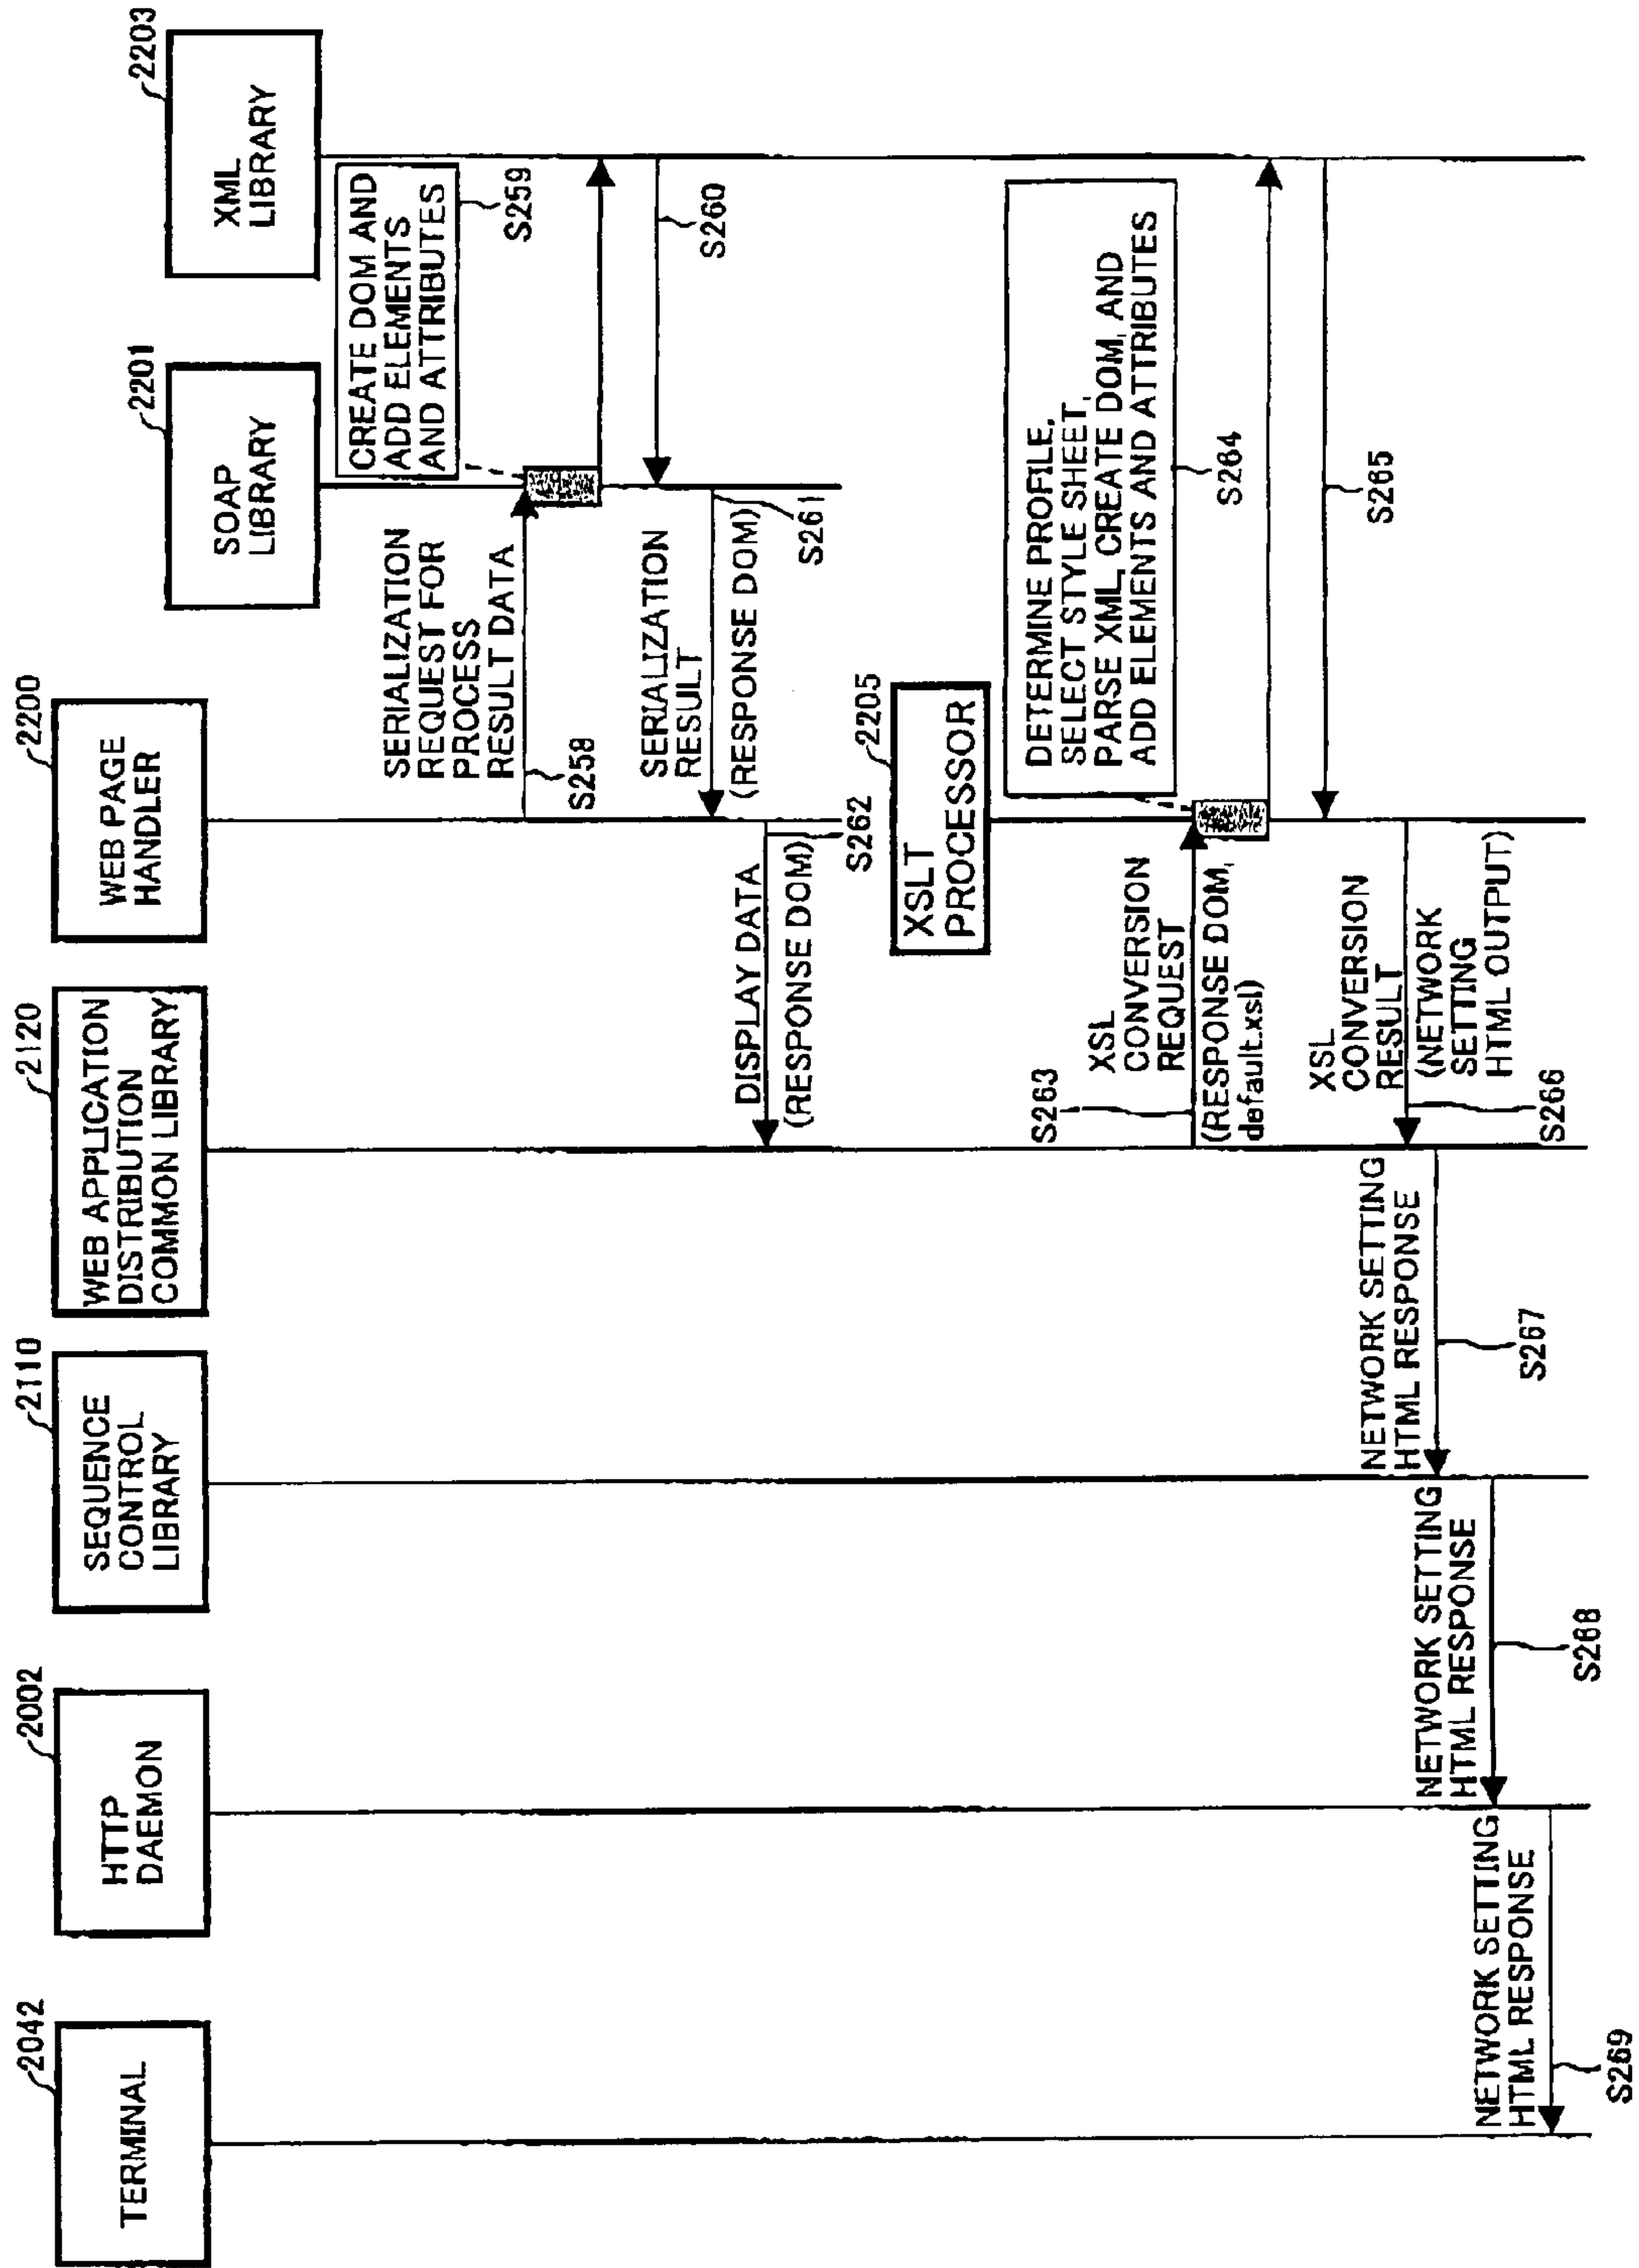 2042
TERMINAL
2002
HTTP
DAEMON
2110
SEQUENCE
CONTROL
LIBRARY
2120
WEB APPLICATION
DISTRIBUTION
COMMON LIBRARY
2200
WEB PAGE
HANDLER
2201
SOAP
LIBRARY
2203
XML
LIBRARY
CREATE DOM AND
ADD ELEMENTS
AND ATTRIBUTES
S259
SERIALIZATION
REQUEST FOR
PROCESS
RESULT DATA
S258
S260
SERIALIZATION
RESULT
(RESPONSE DOM)
S261
DISPLAY DATA
(RESPONSE DOM)
S262
2205
XSLT
PROCESSOR
DETERMINE PROFILE,
SELECT STYLE SHEET,
PARSE XML, CREATE DOM, AND
ADD ELEMENTS AND ATTRIBUTES
S264
S263
XSL
CONVERSION
REQUEST
(RESPONSE DOM,
default.xsl)
S265
XSL
CONVERSION
RESULT
(NETWORK
SETTING
HTML OUTPUT)
S266
NETWORK SETTING
HTML RESPONSE
S267
NETWORK SETTING
HTML RESPONSE
S268
NETWORK SETTING
HTML RESPONSE
S269